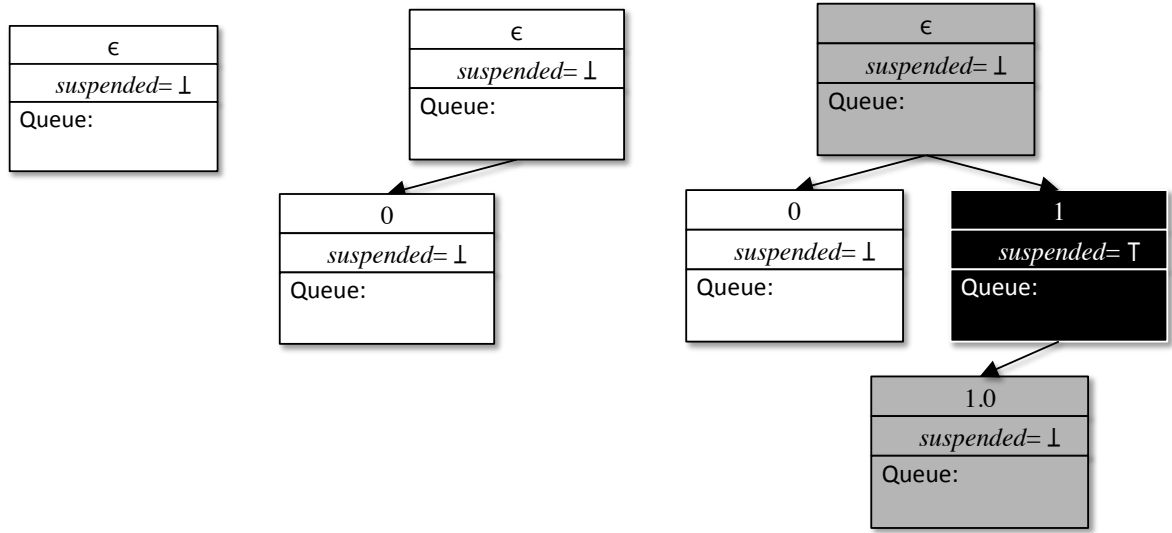 ϵ
suspended= ⊥
Queue:
ϵ
suspended= ⊥
Queue:
0
suspended= ⊥
Queue:
ϵ
suspended= ⊥
Queue:
0
suspended= ⊥
Queue:
1
suspended= ⊤
Queue:
1.0
suspended= ⊥
Queue: